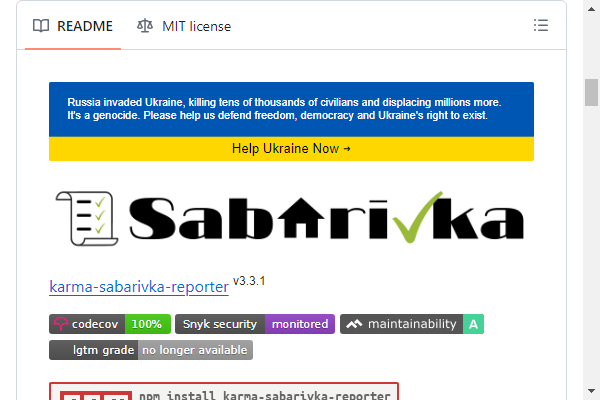 README MIT license
Russia invaded Ukraine, killing tens of thousands of civilians and displacing millions more.
It's a genocide. Please help us defend freedom, democracy and Ukraine's right to exist.
Help Ukraine Now →
Sabarivka
karma-sabarivka-reporter v3.3.1
codecov 100% Snyk security monitored maintainability A
lgtm grade no longer available
npm install karma-sabarivka-reporter